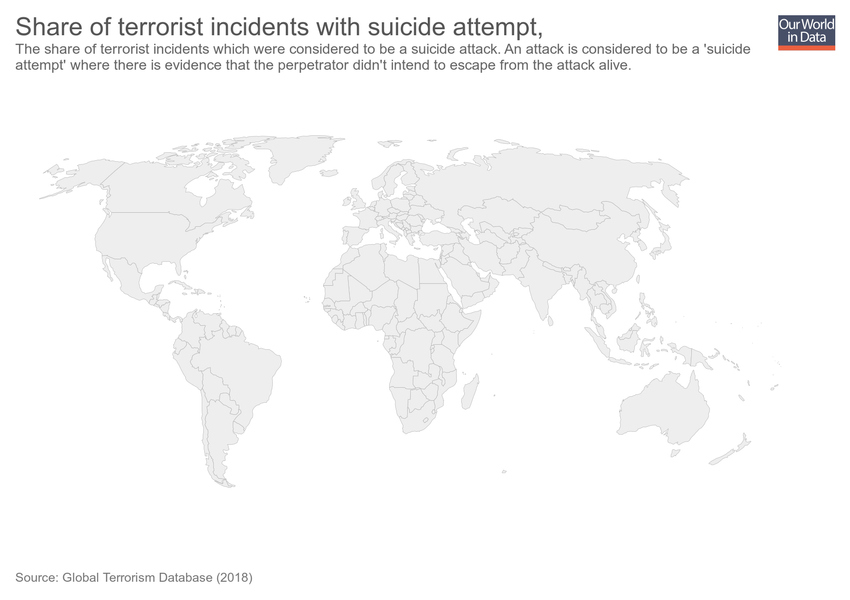 Share of terrorist incidents with suicide attempt,
Our World
in Data
The share of terrorist incidents which were considered to be a suicide attack. An attack is considered to be a 'suicide
attempt' where there is evidence that the perpetrator didn't intend to escape from the attack alive.
Source: Global Terrorism Database (2018)